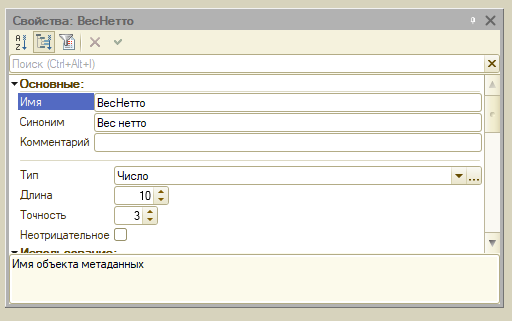 Свойства: ВесНетто
Поиск (Ctrl+Alt+I)
Основные:
Имя ВесНетто
Синоним Вес нетто
Комментарий
Тип Число ...
Длина 10
Точность 3
Неотрицательное
Использование:
Имя объекта метаданных